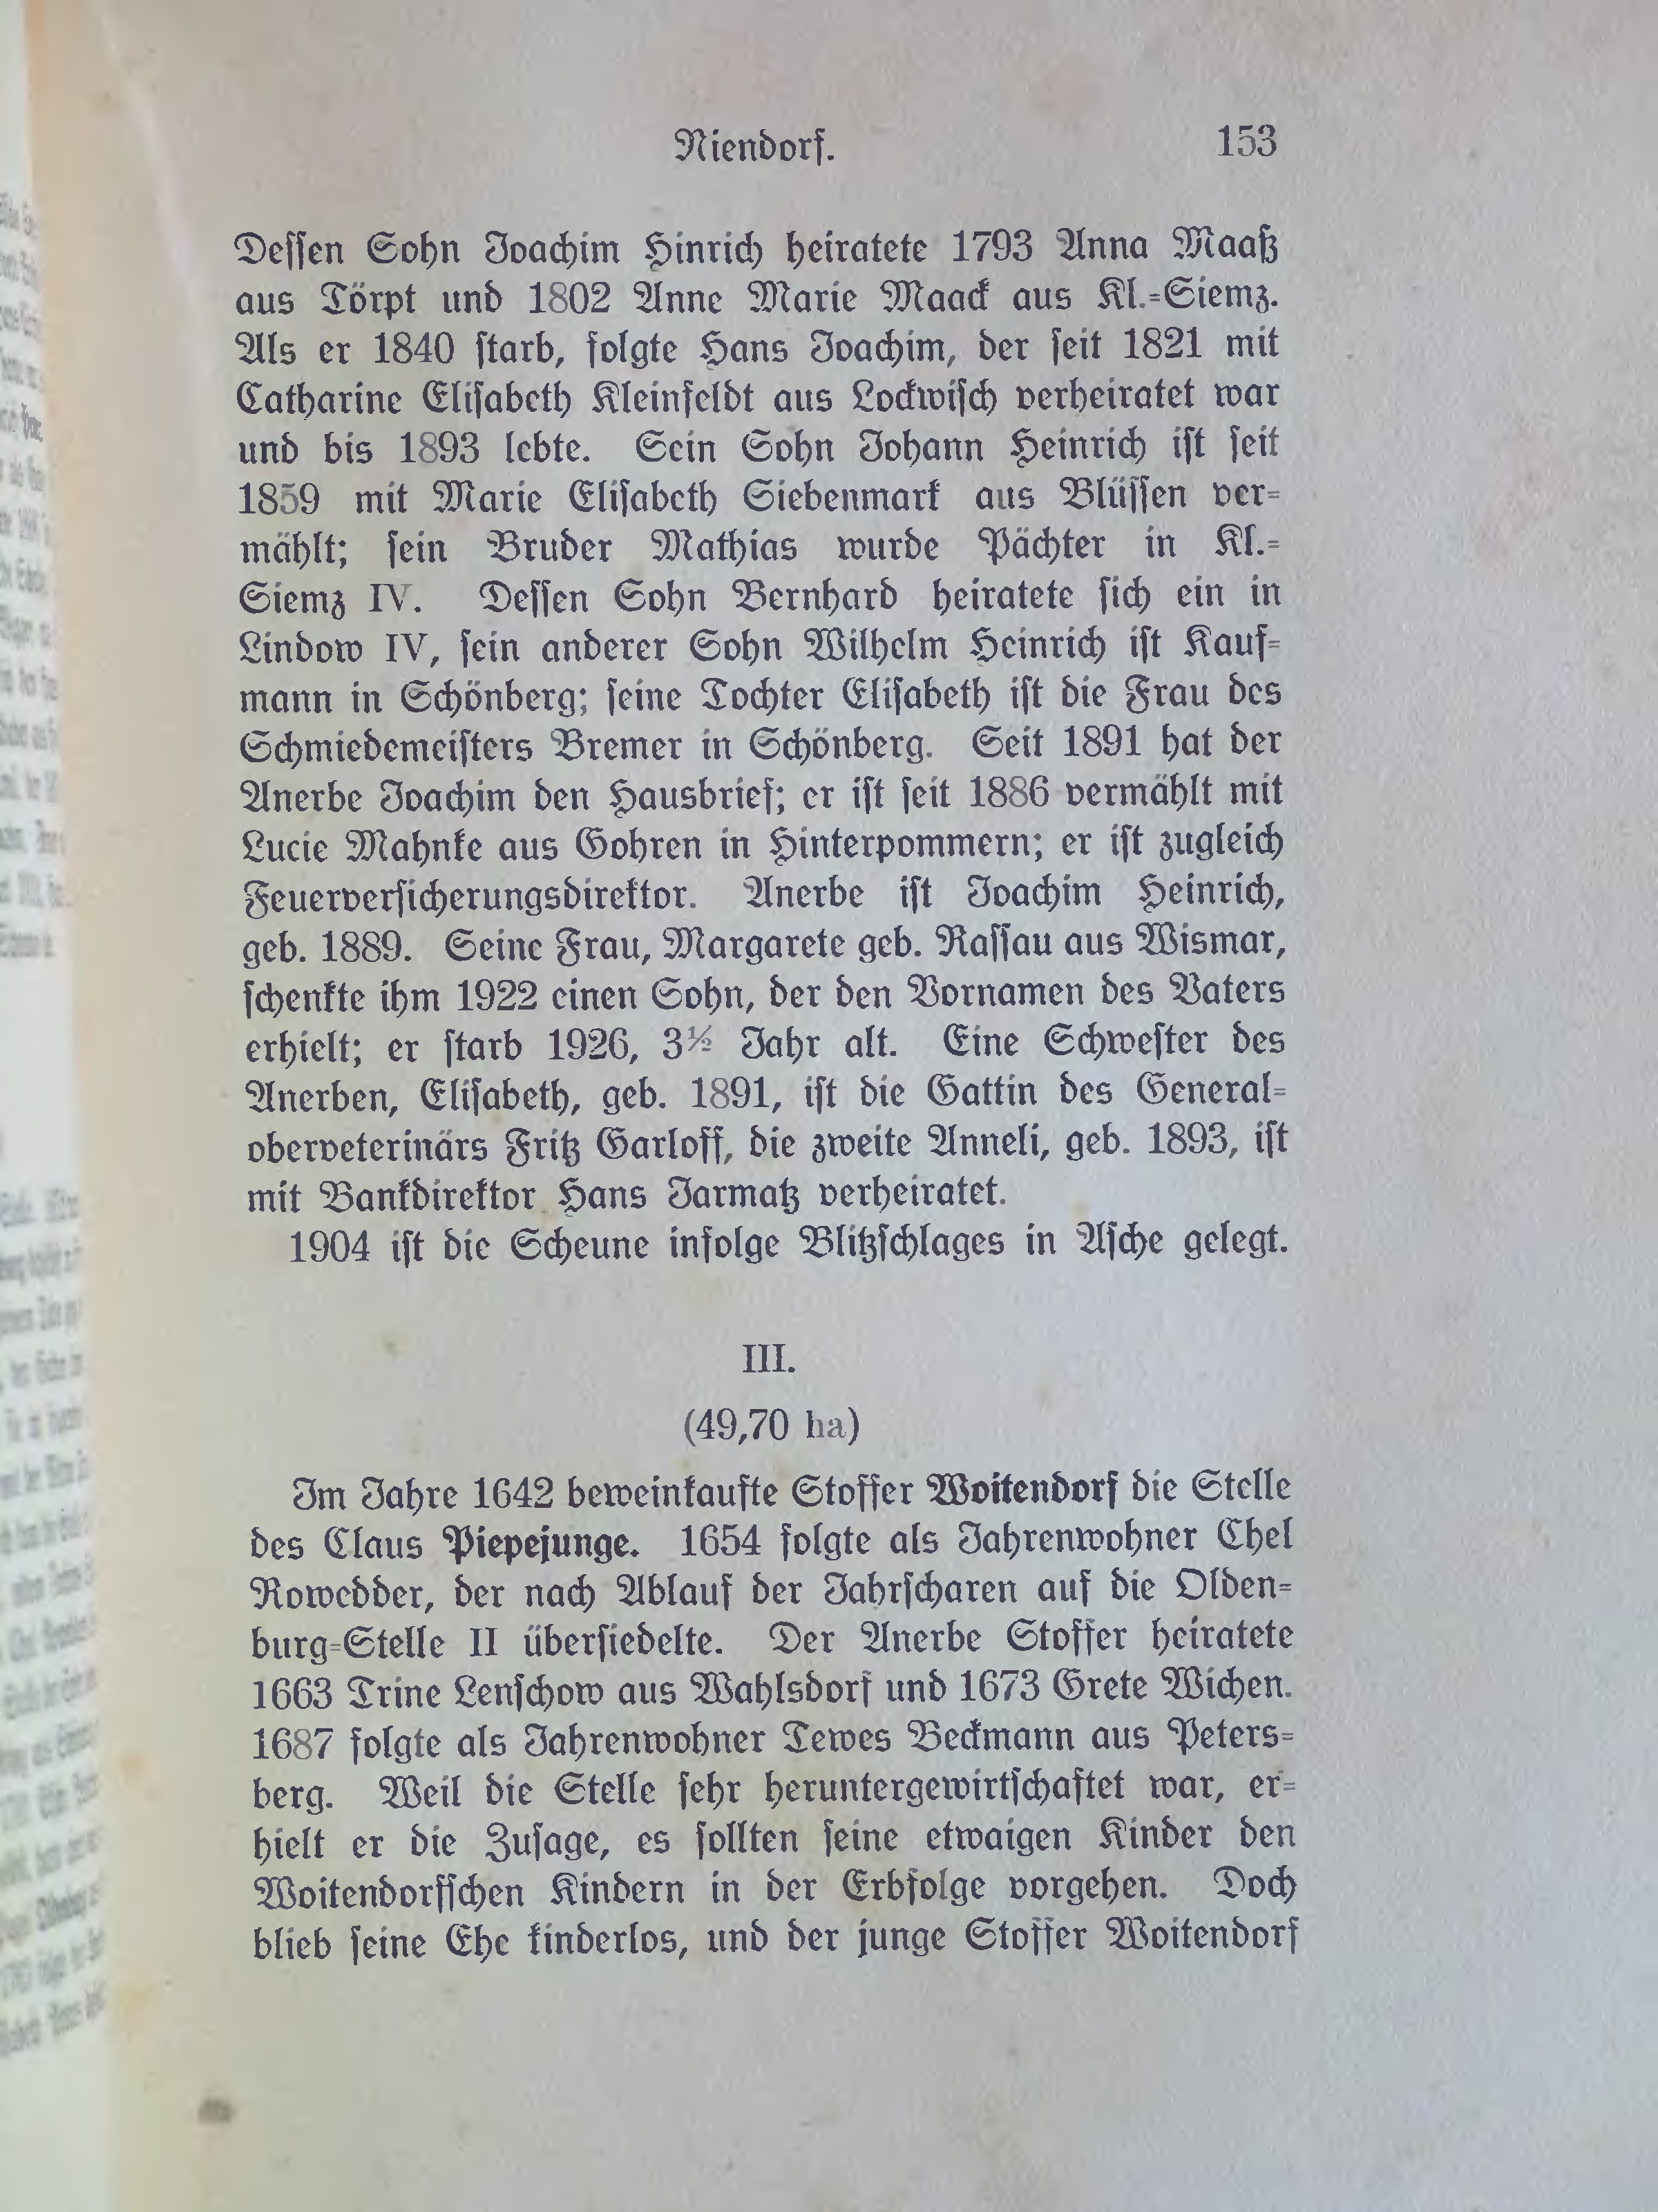 Niendorf. 153
Dessen Sohn Joachim Hinrich heiratete 1793 Anna Maaß
aus Törpt und 1802 Anne Marie Maack aus Kl.-Siemz.
Als er 1840 starb, folgte Hans Joachim, der seit 1821 mit
Catharine Elisabeth Kleinfeldt aus Lockwisch verheiratet war
und bis 1893 lebte. Sein Sohn Johann Heinrich ist seit
1859 mit Marie Elisabeth Siebenmark aus Blüssen ver-
mählt; sein Bruder Mathias wurde Pächter in Kl.-
Siemz IV. Dessen Sohn Bernhard heiratete sich ein in
Lindow IV, sein anderer Sohn Wilhelm Heinrich ist Kauf-
mann in Schönberg; seine Tochter Elisabeth ist die Frau des
Schmiedemeisters Bremer in Schönberg. Seit 1891 hat der
Anerbe Joachim den Hausbrief; er ist seit 1886 vermählt mit
Lucie Mahnke aus Gohren in Hinterpommern; er ist zugleich
Feuerversicherungsdirektor. Anerbe ist Joachim Heinrich,
geb. 1889. Seine Frau, Margarete geb. Rassau aus Wismar,
schenkte ihm 1922 einen Sohn, der den Vornamen des Vaters
erhielt; er starb 1926, 3½ Jahr alt. Eine Schwester des
Anerben, Elisabeth, geb. 1891, ist die Gattin des General-
oberveterinärs Fritz Garloff, die zweite Anneli, geb. 1893, ist
mit Bankdirektor Hans Jarmatz verheiratet.
1904 ist die Scheune infolge Blitzschlages in Asche gelegt.
III.
(49,70 ha)
Im Jahre 1642 beweinkaufte Stoffer Woitendorf die Stelle
des Claus Piepejunge. 1654 folgte als Jahrenwohner Chel
Rowedder, der nach Ablauf der Jahrscharen auf die Olden-
burg-Stelle II übersiedelte. Der Anerbe Stoffer heiratete
1663 Trine Lenschow aus Wahlsdorf und 1673 Grete Wichen.
1687 folgte als Jahrenwohner Tewes Beckmann aus Peters-
berg. Weil die Stelle sehr heruntergewirtschaftet war, er-
hielt er die Zusage, es sollten seine etwaigen Kinder den
Woitendorfschen Kindern in der Erbfolge vorgehen. Doch
blieb seine Ehe kinderlos, und der junge Stoffer Woitendorf